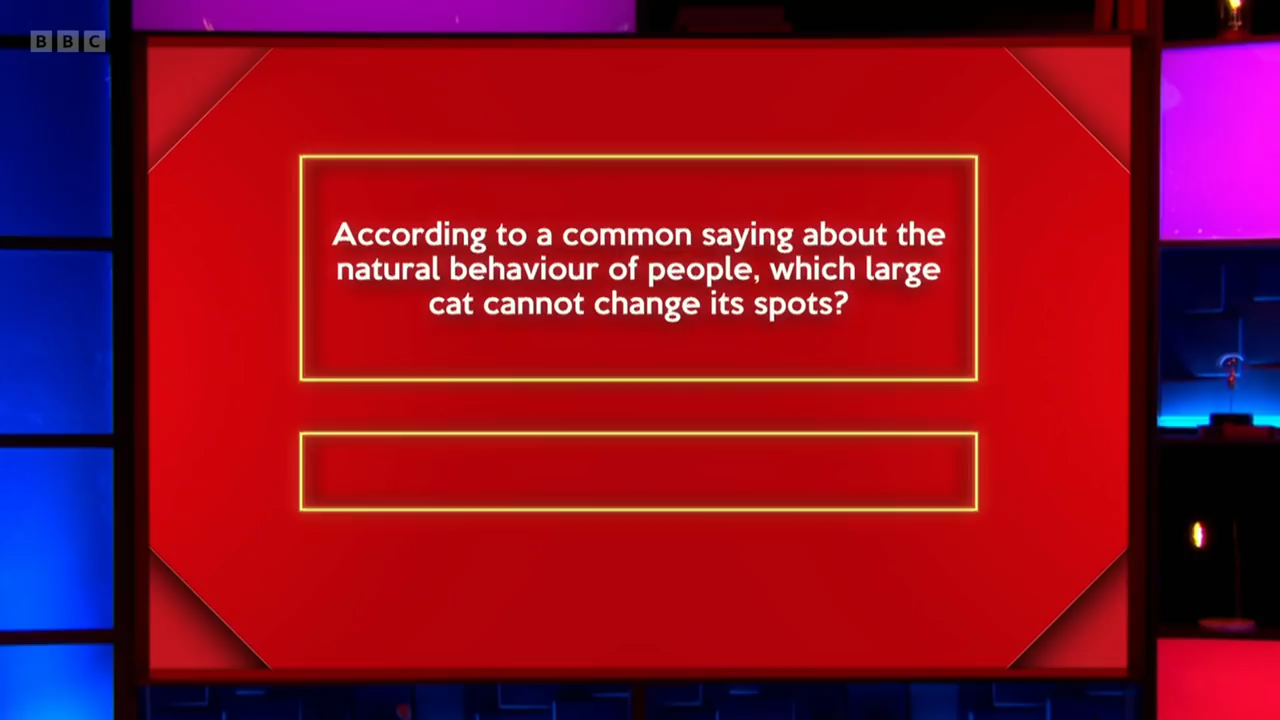 BBC
According to a common saying about the
natural behaviour of people, which large
cat cannot change its spots?